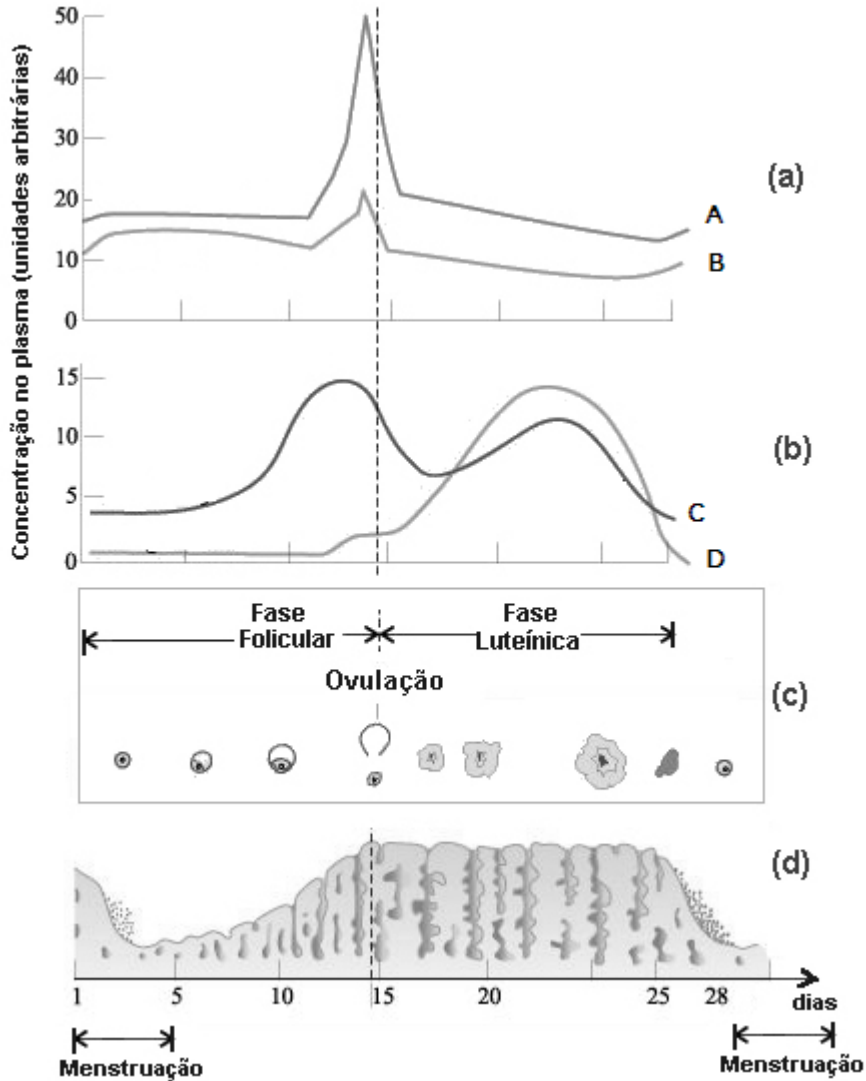 Concentração no plasma (unidades arbitrárias)
50
40
30
20
10
0
A
B
(a)
15
10
5
0
C
D
(b)
Fase
Folicular
Fase
Luteínica
Ovulação
(c)
(d)
1
5
10
15
20
25
28
dias
Menstruação
Menstruação